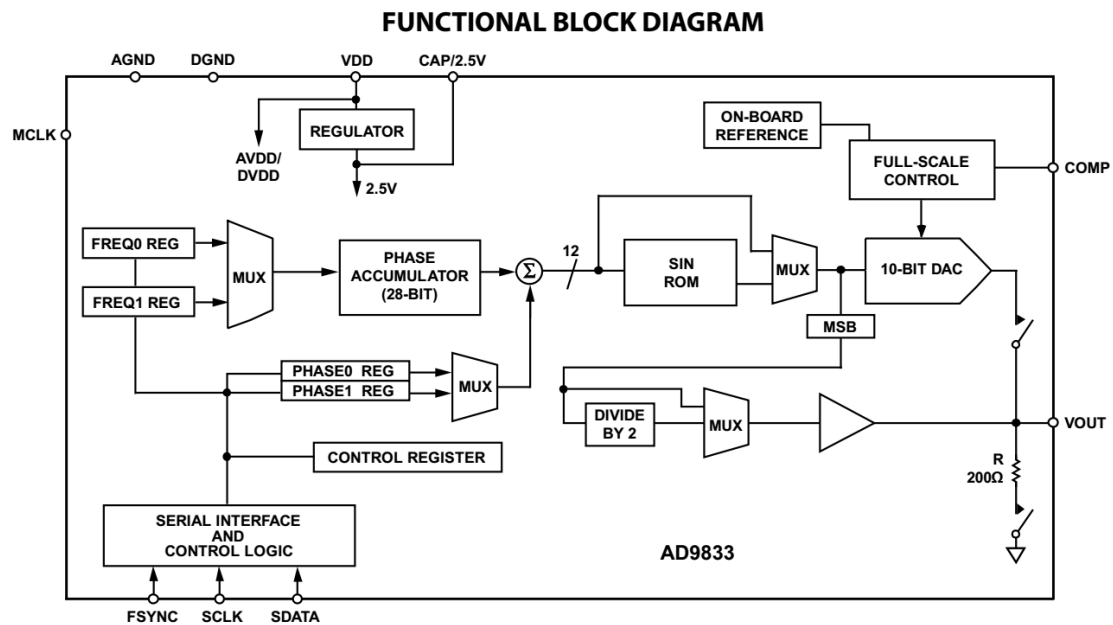 FUNCTIONAL BLOCK DIAGRAM
AGND
DGND
VDD
CAP/2.5V
MCLK
REGULATOR
AVDD/
DVDD
2.5V
ON-BOARD
REFERENCE
FULL-SCALE
CONTROL
COMP
FREQ0 REG
FREQ1 REG
MUX
PHASE
ACCUMULATOR
(28-BIT)
Σ
12
SIN
ROM
MUX
10-BIT DAC
MSB
PHASE0 REG
PHASE1 REG
MUX
DIVIDE
BY 2
MUX
VOUT
R
200Ω
CONTROL REGISTER
SERIAL INTERFACE
AND
CONTROL LOGIC
AD9833
FSYNC
SCLK
SDATA